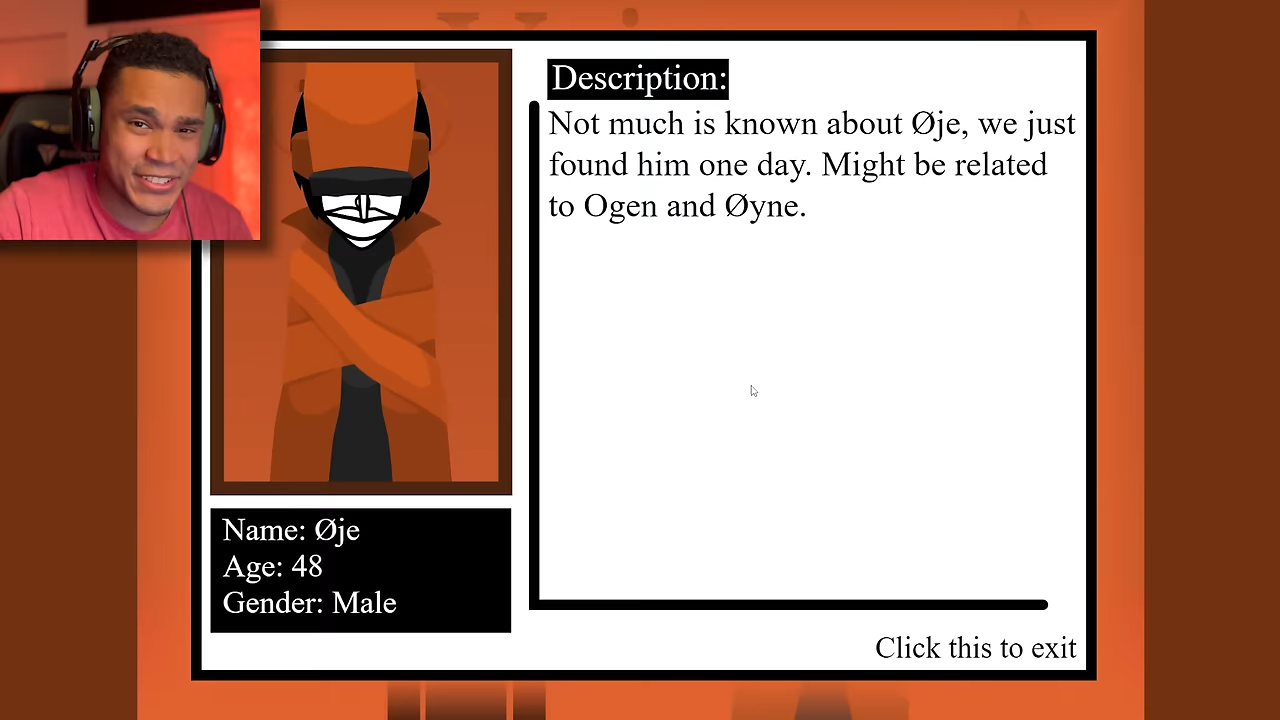 Description:
Not much is known about Øje, we just
found him one day. Might be related
to Ogen and Øyne.
Name: Øje
Age: 48
Gender: Male
Click this to exit